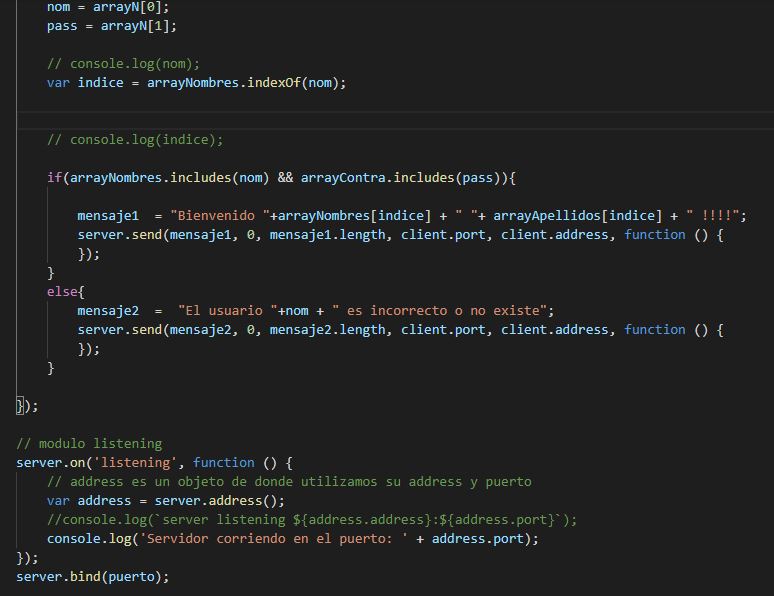 nom = arrayN[0];
pass = arrayN[1];
// console.log(nom);
var indice = arrayNombres.indexOf(nom);
// console.log(indice);
if(arrayNombres.includes(nom) && arrayContra.includes(pass)){
mensaje1  = "Bienvenido "+arrayNombres[indice] + " "+ arrayApellidos[indice] + " !!!!";
server.send(mensaje1, 0, mensaje1.length, client.port, client.address, function () {
});
}
else{
mensaje2  =  "El usuario "+nom + " es incorrecto o no existe";
server.send(mensaje2, 0, mensaje2.length, client.port, client.address, function () {
});
}
});
// modulo listening
server.on('listening', function () {
// address es un objeto de donde utilizamos su address y puerto
var address = server.address();
//console.log(`server listening ${address.address}:${address.port}`);
console.log('Servidor corriendo en el puerto: ' + address.port);
});
server.bind(puerto);